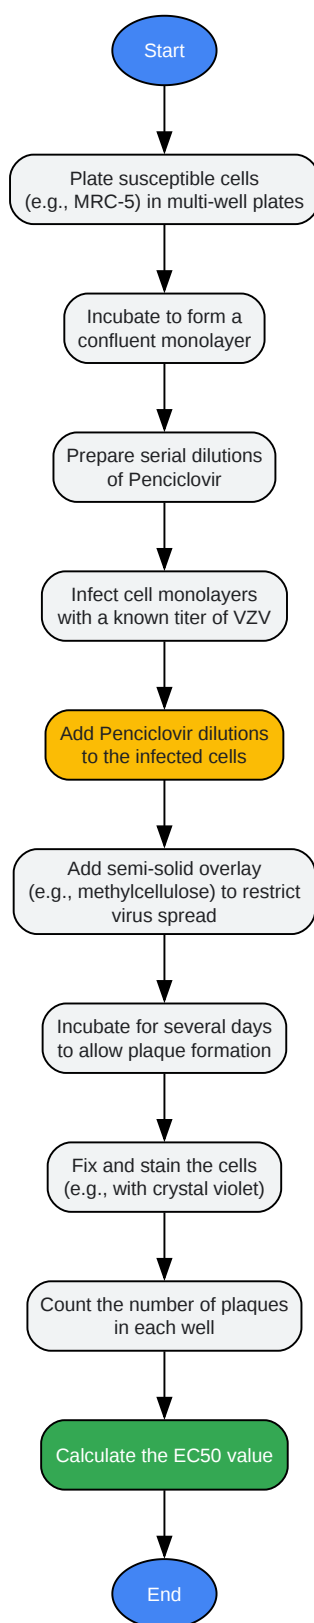 Start
Plate susceptible cells
(e.g., MRC-5) in multi-well plates
Incubate to form a
confluent monolayer
Prepare serial dilutions
of Penciclovir
Infect cell monolayers
with a known titer of VZV
Add Penciclovir dilutions
to the infected cells
Add semi-solid overlay
(e.g., methylcellulose) to restrict
virus spread
Incubate for several days
to allow plaque formation
Fix and stain the cells
(e.g., with crystal violet)
Count the number of plaques
in each well
Calculate the EC50 value
End